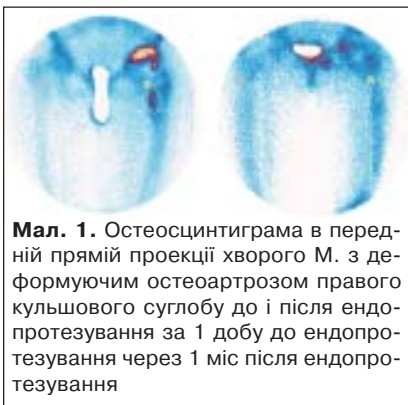 Мал. 1. Остеосцинтиграма в перед-
ній прямій проекції хворого М. з де-
формуючим остеоартрозом правого
кульшового суглобу до і після ендо-
протезування за 1 добу до ендопро-
тезування через 1 міс після ендопро-
тезування